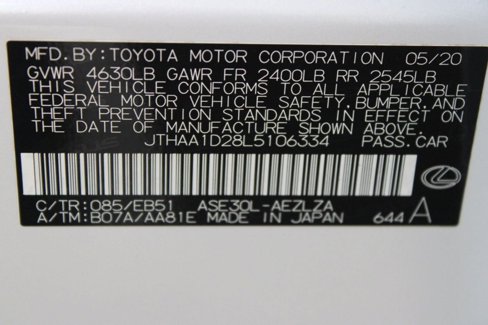 MFD. BY: TOYOTA MOTOR CORPORATION 05/20
GVWR 4630LB GAWR FR 2400LB RR 2545LB
THIS VEHICLE CONFORMS TO ALL APPLICABLE
FEDERAL MOTOR VEHICLE SAFETY, BUMPER, AND
THEFT PREVENTION STANDARDS IN EFFECT ON
THE DATE OF MANUFACTURE SHOWN ABOVE.
JTHAA1D28L5106334 PASS. CAR
C/TR: 085/EB51 ASE30L-AEZLZA
A/TM: B07A/AA81E MADE IN JAPAN 644 A